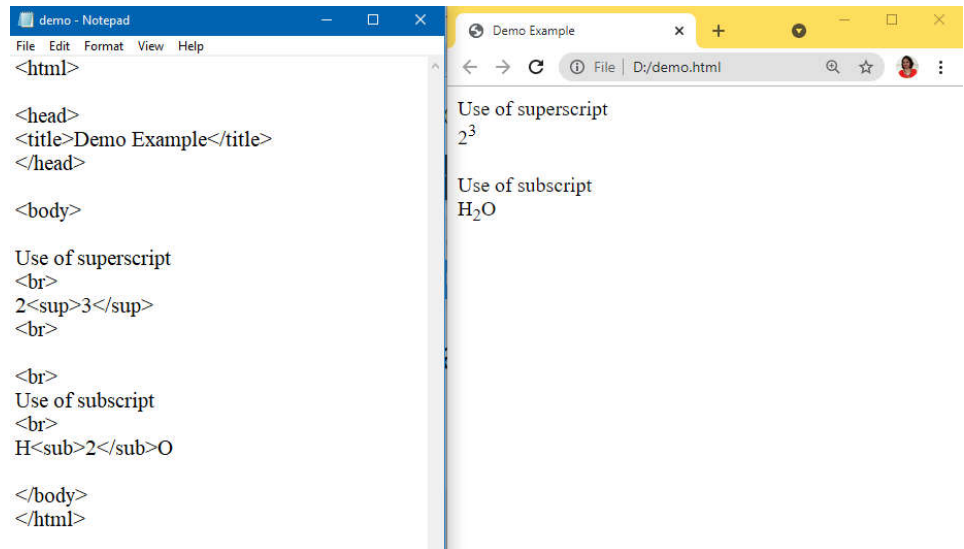 demo - Notepad
File Edit Format View Help
<html>
<head>
<title>Demo Example</title>
</head>
<body>
Use of superscript
<br>
2<sup>3</sup>
<br>
<br>
Use of subscript
<br>
H<sub>2</sub>O
</body>
</html>
Demo Example
File | D:/demo.html
Use of superscript
2³
Use of subscript
H₂O